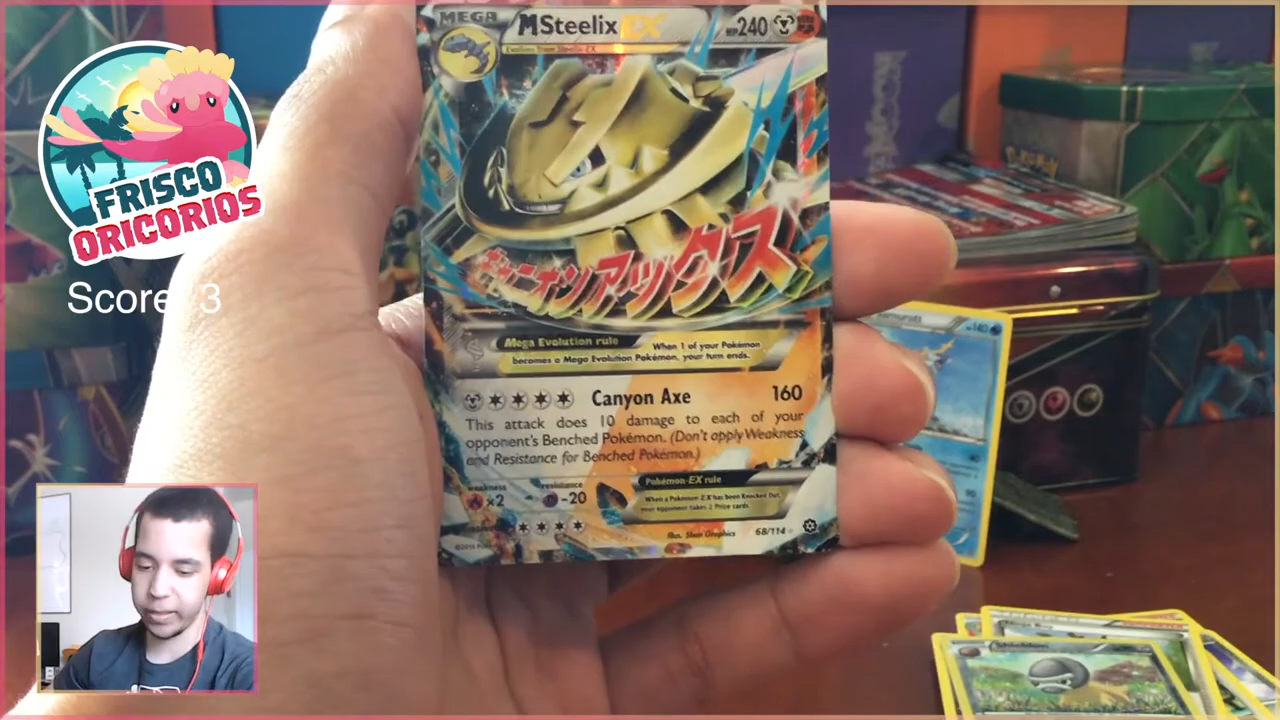 FRISCO
ORICORIOS
Score: 3
MEGA
M Steelix EX
HP240
Evolves from Steelix-EX
キャニオンアックス
Mega Evolution rule
When 1 of your Pokémon
becomes a Mega Evolution Pokémon, your turn ends.
Canyon Axe 160
This attack does 10 damage to each of your
opponent's Benched Pokémon. (Don't apply Weakness
and Resistance for Benched Pokémon.)
weakness
×2
resistance
-20
Pokémon-EX rule
When a Pokémon-EX has been Knocked Out,
your opponent takes 2 Prize cards.
Illus. 5ban Graphics
68/114
HP140
90
Shieldon